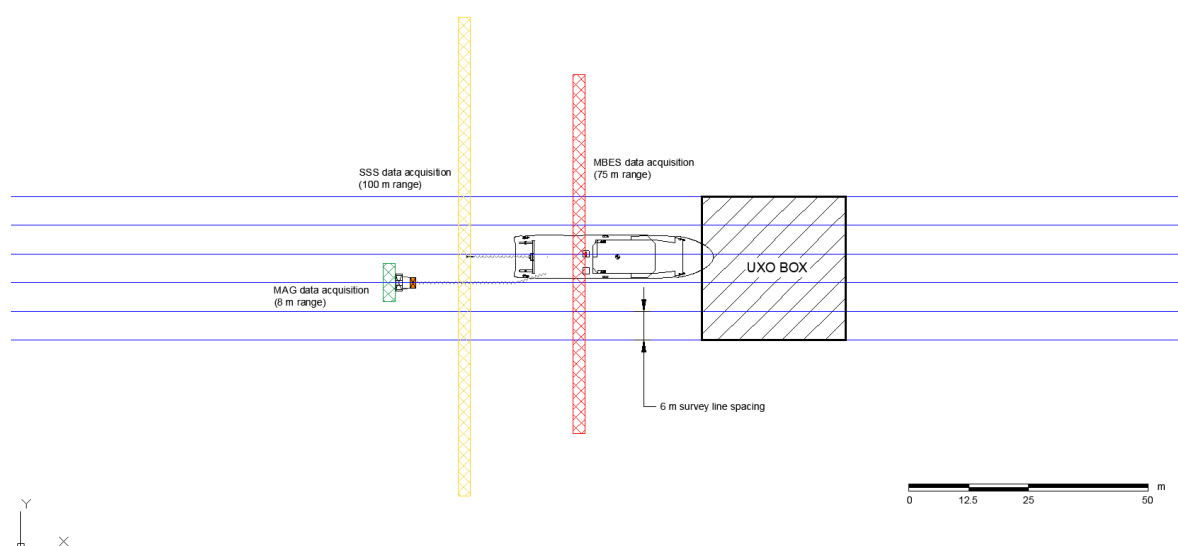 SSS data acquisition
(100 m range)
MBES data acquisition
(75 m range)
UXO BOX
MAG data acquisition
(8 m range)
6 m survey line spacing
m
0 12.5 25 50
Y
X